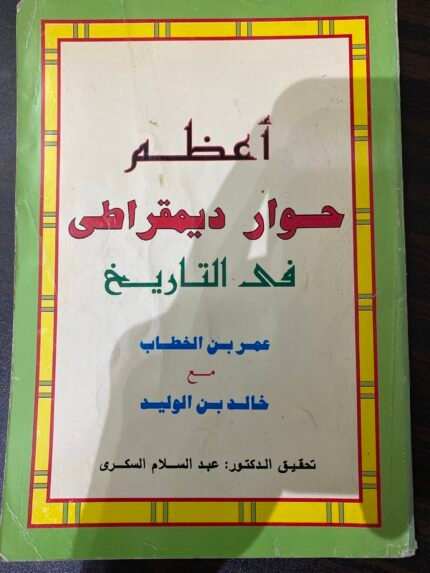 أعظم
حوار ديمقراطى
فى التاريخ
عمر بن الخطاب
مع
خالد بن الوليد
تحقيق الدكتور: عبد السلام السكرى